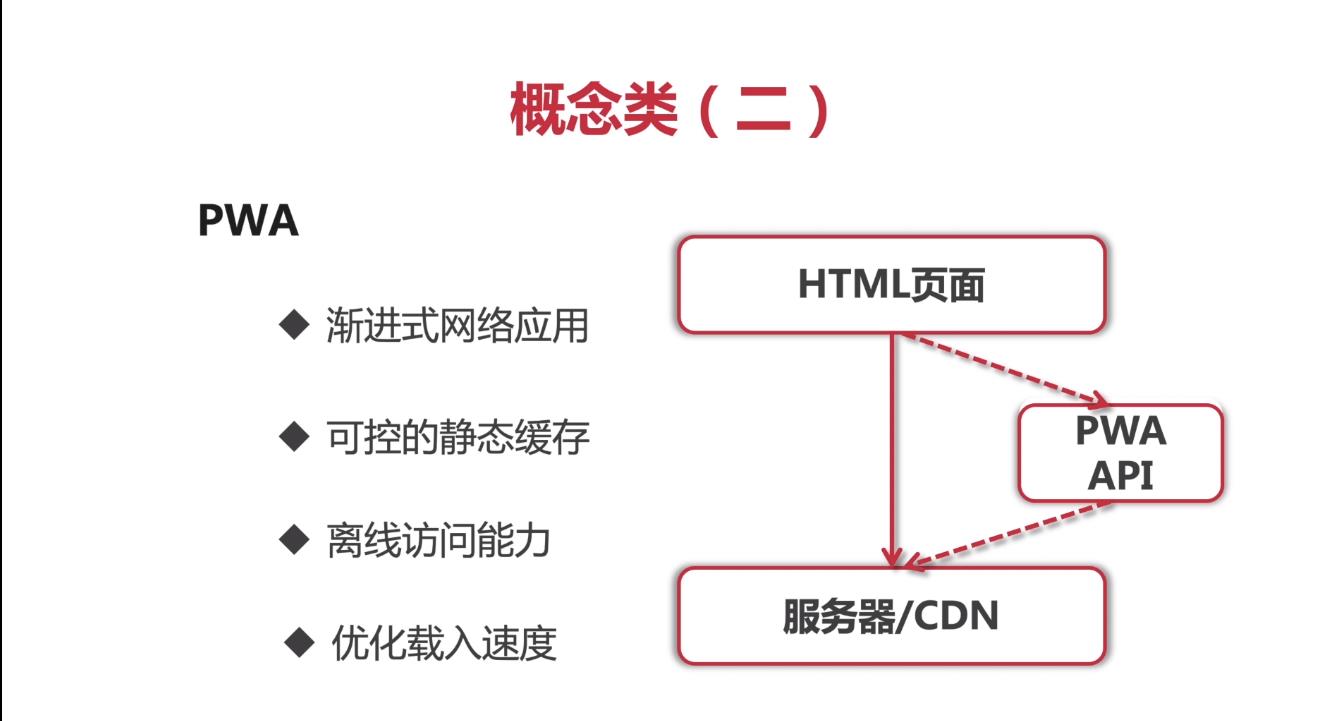 概念类（二）
PWA
◆ 渐进式网络应用
◆ 可控的静态缓存
◆ 离线访问能力
◆ 优化载入速度
HTML页面
PWA
API
服务器/CDN